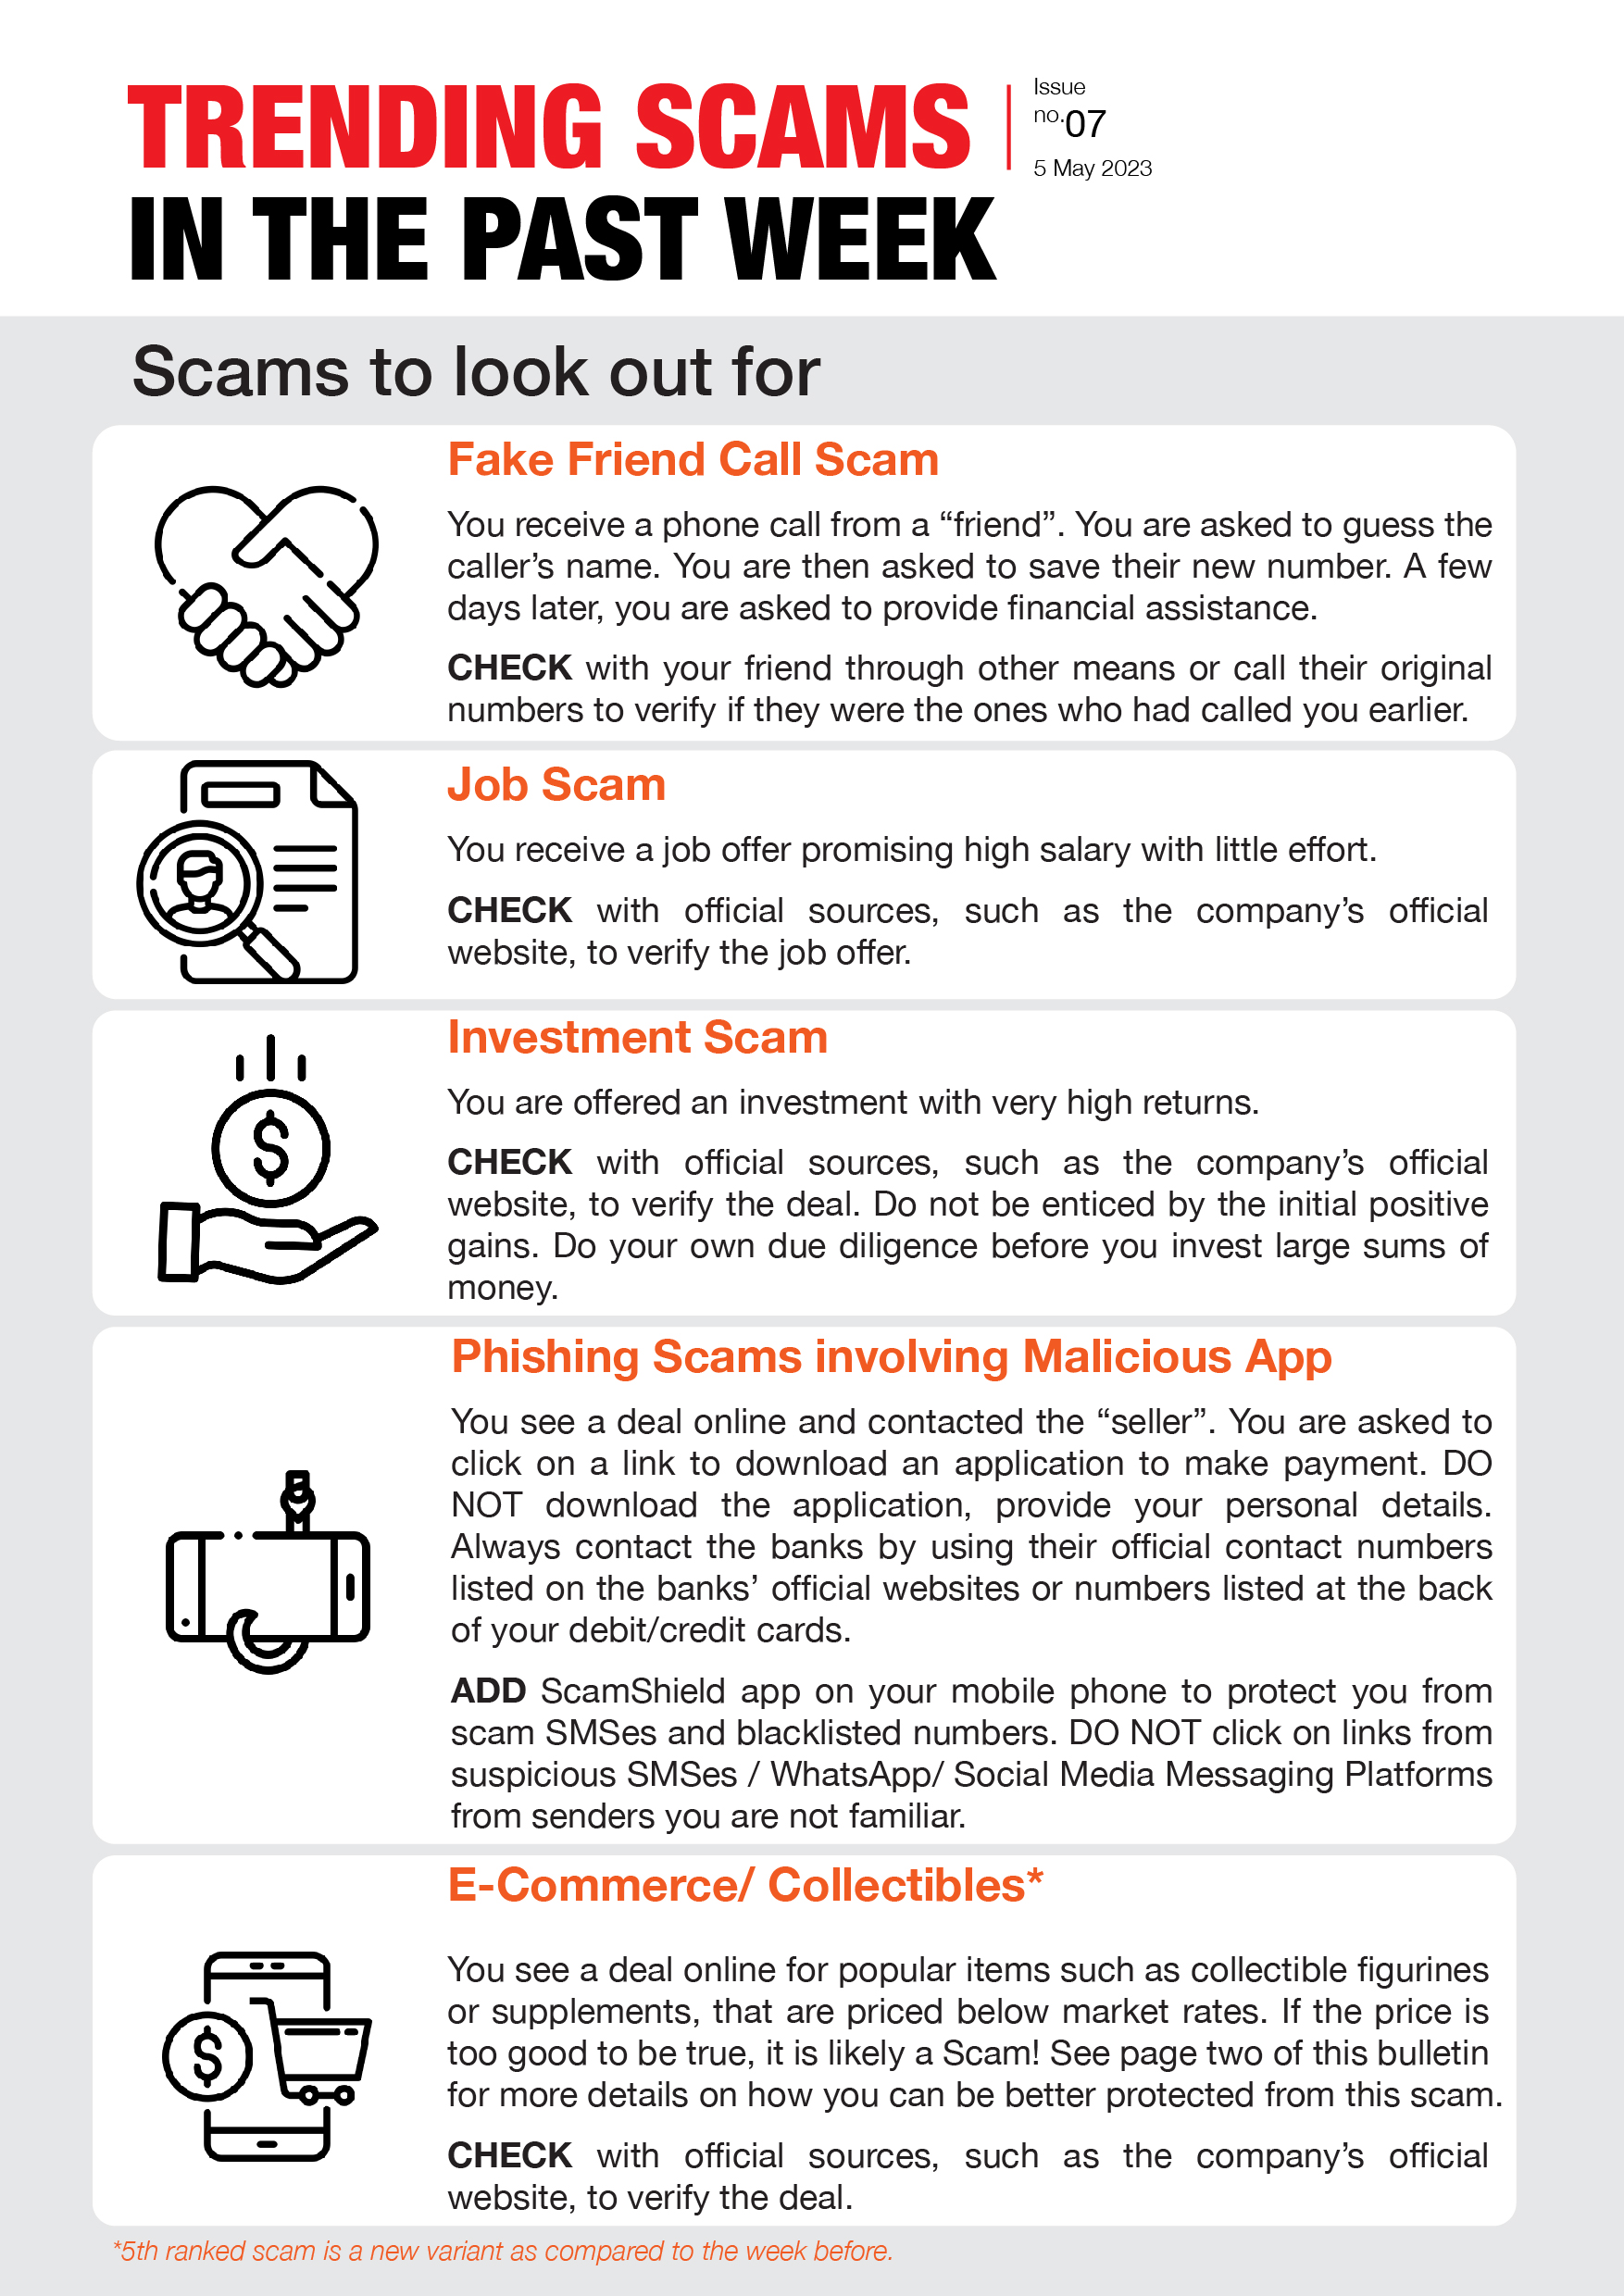 TRENDING SCAMS
IN THE PAST WEEK
Issue
no.07
5 May 2023
Scams to look out for
Fake Friend Call Scam
You receive a phone call from a “friend”. You are asked to guess the
caller’s name. You are then asked to save their new number. A few
days later, you are asked to provide financial assistance.
CHECK with your friend through other means or call their original
numbers to verify if they were the ones who had called you earlier.
Job Scam
You receive a job offer promising high salary with little effort.
CHECK with official sources, such as the company’s official
website, to verify the job offer.
Investment Scam
You are offered an investment with very high returns.
CHECK with official sources, such as the company’s official
website, to verify the deal. Do not be enticed by the initial positive
gains. Do your own due diligence before you invest large sums of
money.
Phishing Scams involving Malicious App
You see a deal online and contacted the “seller”. You are asked to
click on a link to download an application to make payment. DO
NOT download the application, provide your personal details.
Always contact the banks by using their official contact numbers
listed on the banks’ official websites or numbers listed at the back
of your debit/credit cards.
ADD ScamShield app on your mobile phone to protect you from
scam SMSes and blacklisted numbers. DO NOT click on links from
suspicious SMSes / WhatsApp/ Social Media Messaging Platforms
from senders you are not familiar.
E-Commerce/ Collectibles*
You see a deal online for popular items such as collectible figurines
or supplements, that are priced below market rates. If the price is
too good to be true, it is likely a Scam! See page two of this bulletin
for more details on how you can be better protected from this scam.
CHECK with official sources, such as the company’s official
website, to verify the deal.
*5th ranked scam is a new variant as compared to the week before.